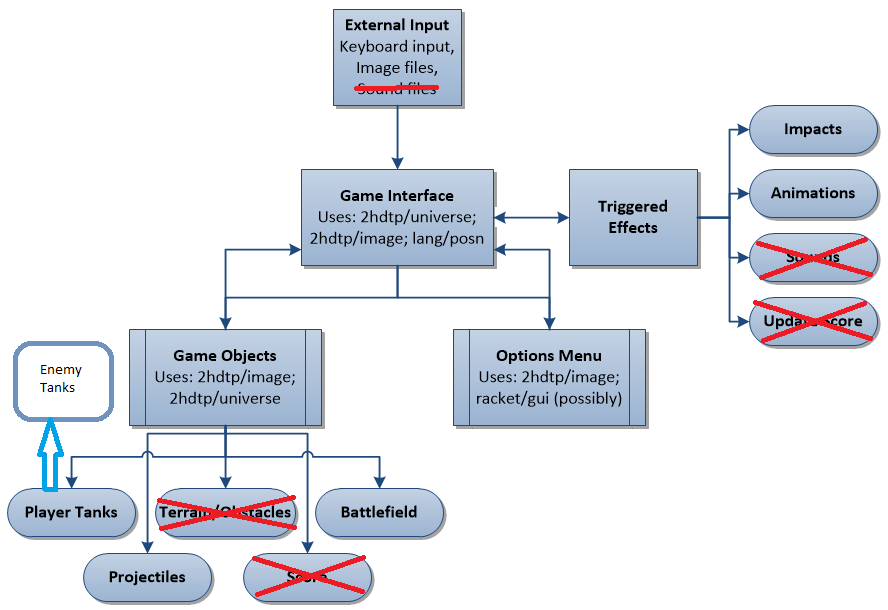 External Input
Keyboard input,
Image files,
Sound files
Game Interface
Uses: 2hdtp/universe;
2hdtp/image; lang/posn
Triggered
Effects
Impacts
Animations
Sounds
Update Score
Game Objects
Uses: 2hdtp/image;
2hdtp/universe
Options Menu
Uses: 2hdtp/image;
racket/gui (possibly)
Enemy
Tanks
Player Tanks
Terrain/Obstacles
Battlefield
Projectiles
Score